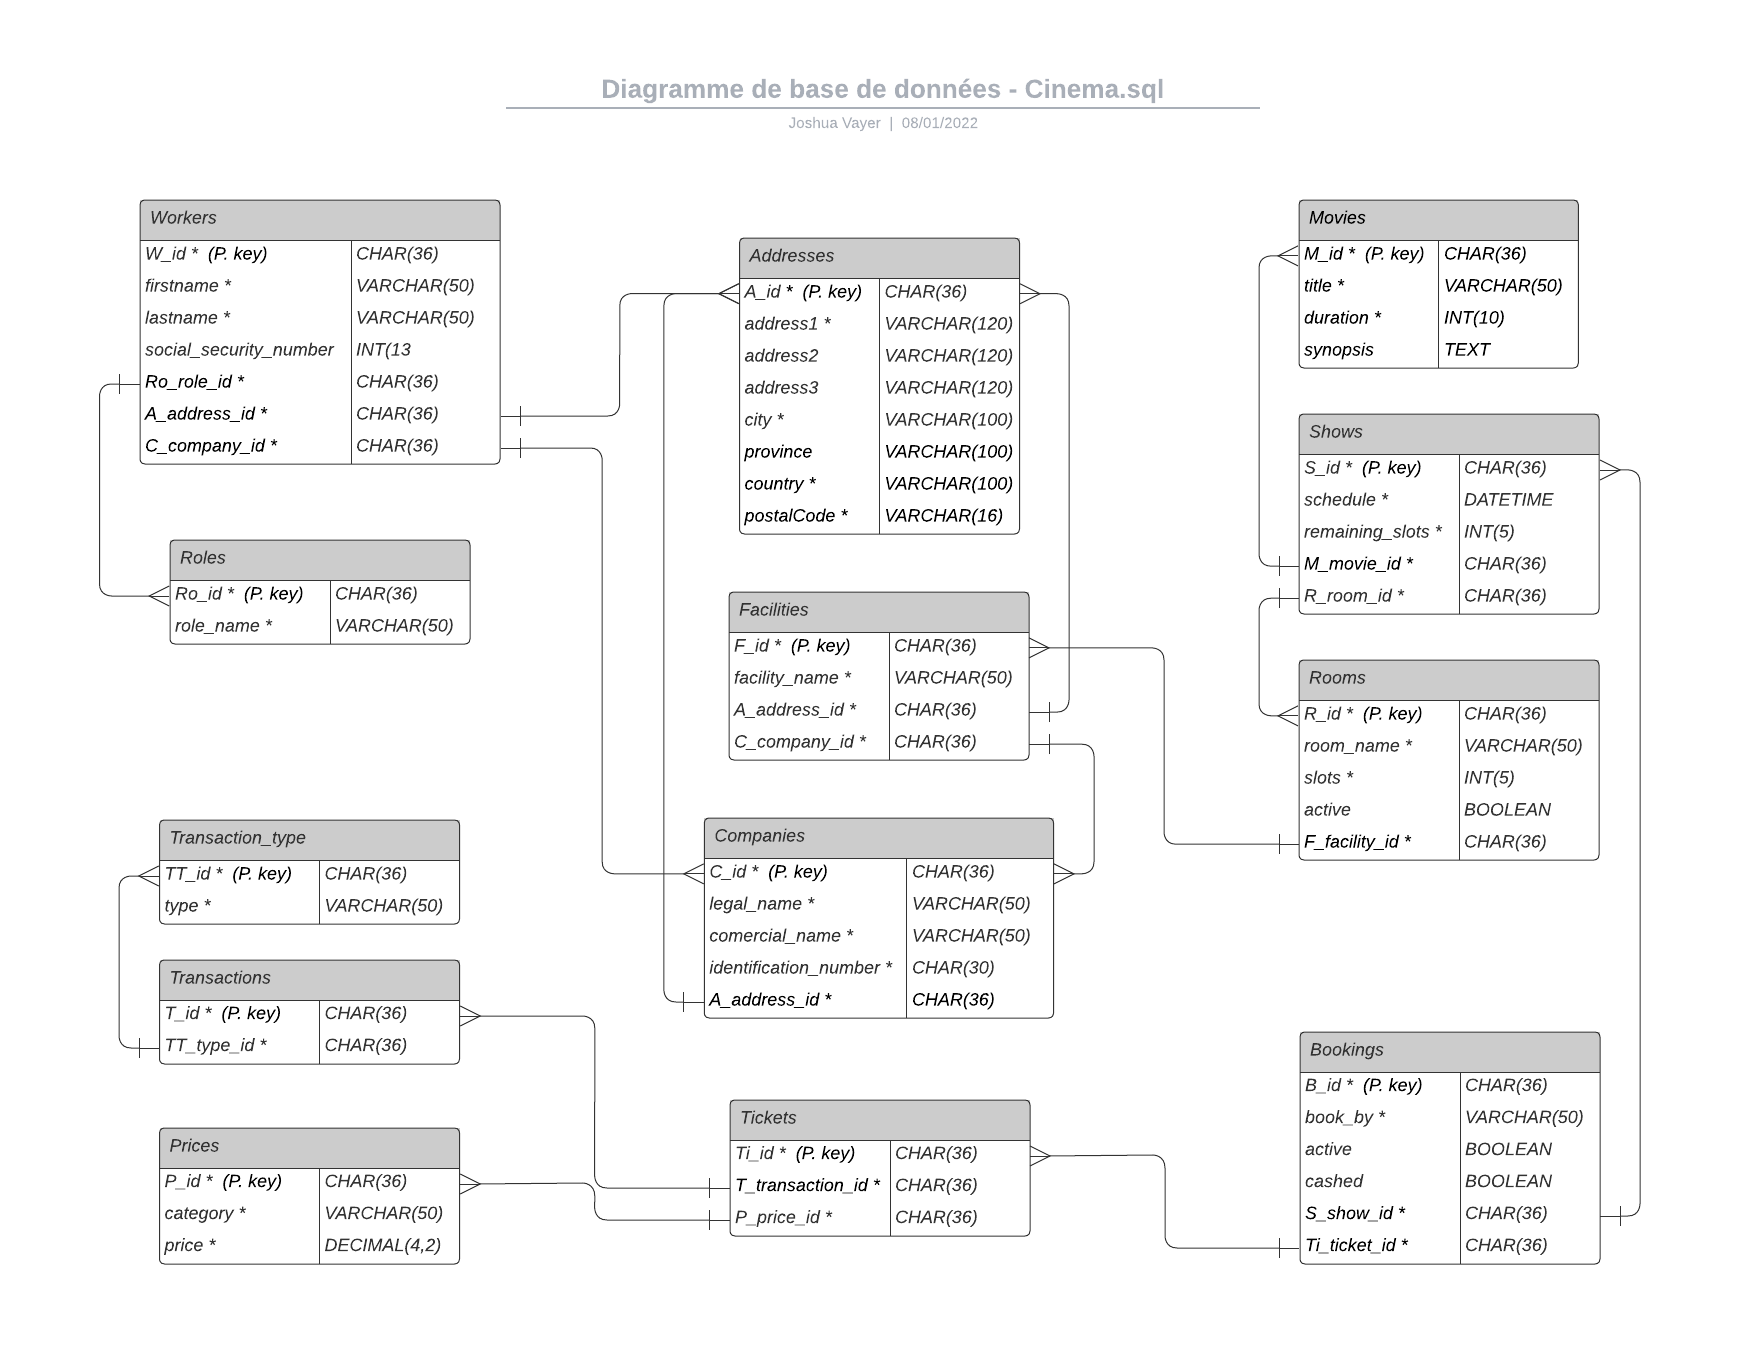 Diagramme de base de données - Cinema.sql
Joshua Vayer | 08/01/2022
Workers
W_id * (P. key) CHAR(36)
firstname * VARCHAR(50)
lastname * VARCHAR(50)
social_security_number INT(13
Ro_role_id * CHAR(36)
A_address_id * CHAR(36)
C_company_id * CHAR(36)
Roles
Ro_id * (P. key) CHAR(36)
role_name * VARCHAR(50)
Transaction_type
TT_id * (P. key) CHAR(36)
type * VARCHAR(50)
Transactions
T_id * (P. key) CHAR(36)
TT_type_id * CHAR(36)
Prices
P_id * (P. key) CHAR(36)
category * VARCHAR(50)
price * DECIMAL(4,2)
Addresses
A_id * (P. key) CHAR(36)
address1 * VARCHAR(120)
address2 VARCHAR(120)
address3 VARCHAR(120)
city * VARCHAR(100)
province VARCHAR(100)
country * VARCHAR(100)
postalCode * VARCHAR(16)
Facilities
F_id * (P. key) CHAR(36)
facility_name * VARCHAR(50)
A_address_id * CHAR(36)
C_company_id * CHAR(36)
Companies
C_id * (P. key) CHAR(36)
legal_name * VARCHAR(50)
comercial_name * VARCHAR(50)
identification_number * CHAR(30)
A_address_id * CHAR(36)
Tickets
Ti_id * (P. key) CHAR(36)
T_transaction_id * CHAR(36)
P_price_id * CHAR(36)
Movies
M_id * (P. key) CHAR(36)
title * VARCHAR(50)
duration * INT(10)
synopsis TEXT
Shows
S_id * (P. key) CHAR(36)
schedule * DATETIME
remaining_slots * INT(5)
M_movie_id * CHAR(36)
R_room_id * CHAR(36)
Rooms
R_id * (P. key) CHAR(36)
room_name * VARCHAR(50)
slots * INT(5)
active BOOLEAN
F_facility_id * CHAR(36)
Bookings
B_id * (P. key) CHAR(36)
book_by * VARCHAR(50)
active BOOLEAN
cashed BOOLEAN
S_show_id * CHAR(36)
Ti_ticket_id * CHAR(36)